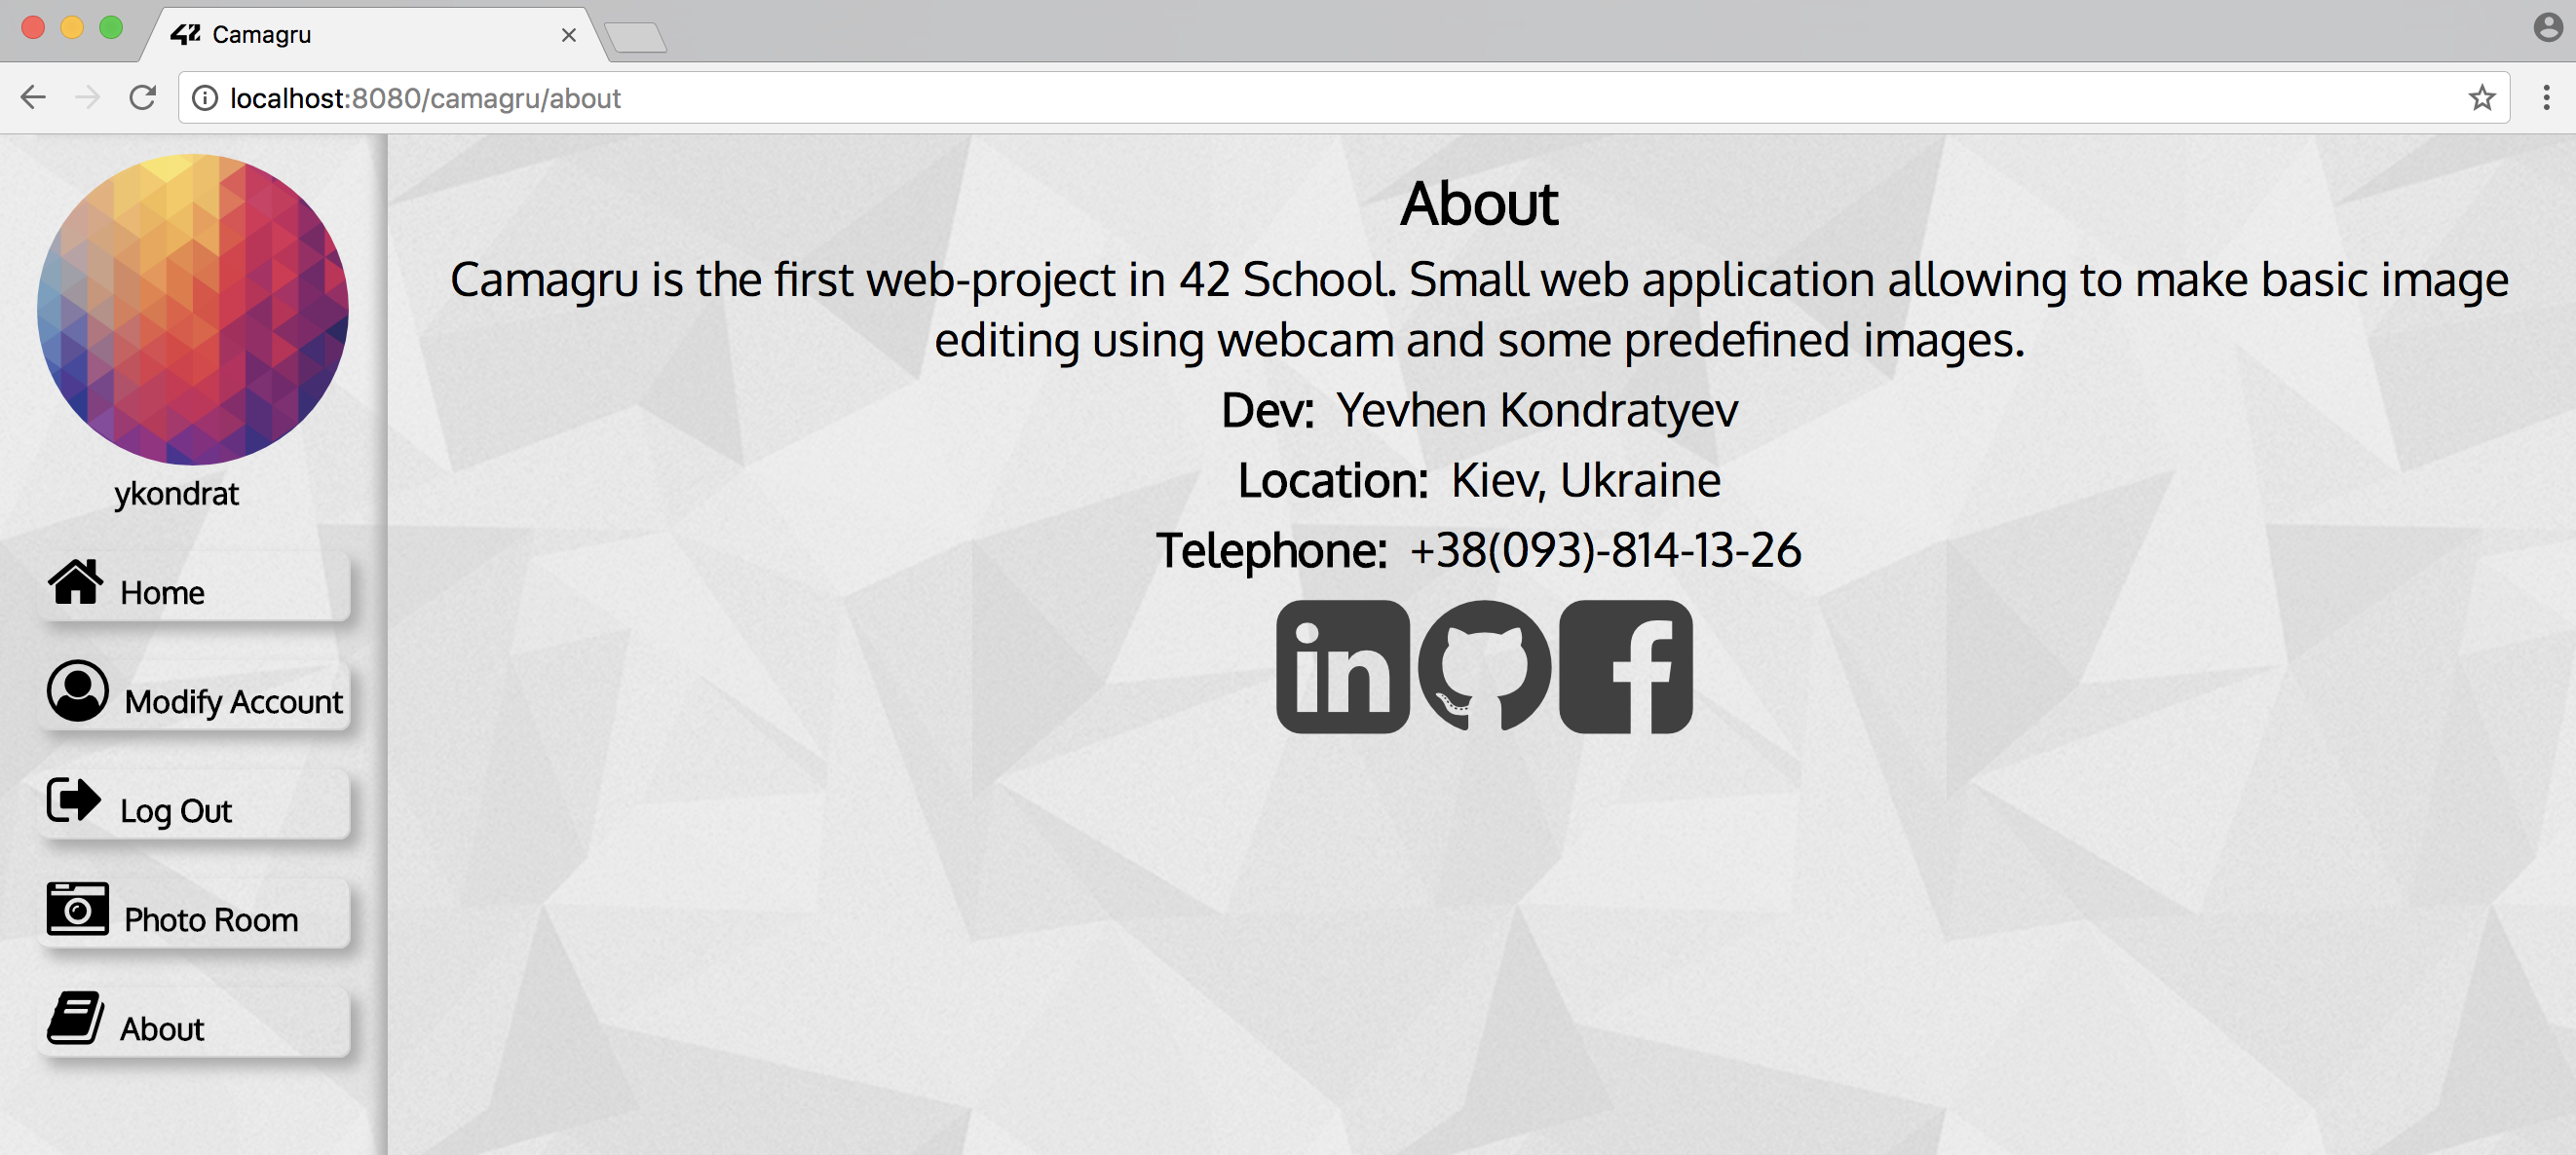 42 Camagru
localhost:8080/camagru/about
ykondrat
Home
Modify Account
Log Out
Photo Room
About
About
Camagru is the first web-project in 42 School. Small web application allowing to make basic image
editing using webcam and some predefined images.
Dev: Yevhen Kondratyev
Location: Kiev, Ukraine
Telephone: +38(093)-814-13-26
in
f